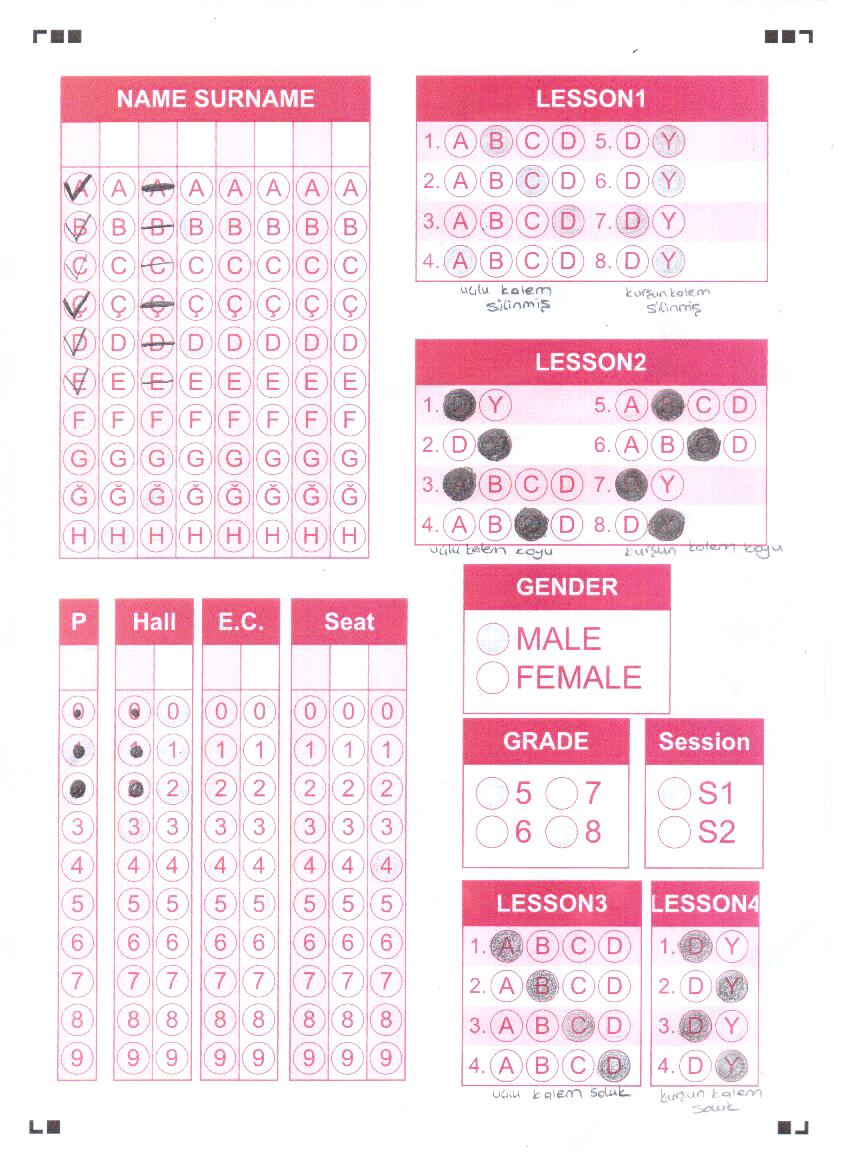 NAME SURNAME
A A A A A A A A
B B B B B B B B
C C C C C C C C
Ç Ç Ç Ç Ç Ç Ç Ç
D D D D D D D D
E E E E E E E E
F F F F F F F F
G G G G G G G G
Ğ Ğ Ğ Ğ Ğ Ğ Ğ Ğ
H H H H H H H H
LESSON1
1. A B C D 5. D Y
2. A B C D 6. D Y
3. A B C D 7. D Y
4. A B C D 8. D Y
uçlu kalem silinmiş
kurşun kalem silinmiş
LESSON2
1. Y 5. A C D
2. D 6. A B C D
3. A B C D 7. Y
4. A B D 8. D
uçlu kalem koyu kurşun kalem koyu
P Hall E.C. Seat
0 0 0 0 0 0 0 0
1 1 1 1 1 1 1
2 2 2 2 2 2
3 3 3 3 3 3 3 3
4 4 4 4 4 4 4 4
5 5 5 5 5 5 5 5
6 6 6 6 6 6 6 6
7 7 7 7 7 7 7 7
8 8 8 8 8 8 8 8
9 9 9 9 9 9 9 9
GENDER
MALE
FEMALE
GRADE
5 7
6 8
Session
S1
S2
LESSON3
1. A B C D
2. A B C D
3. A B C D
4. A B C D
uçlu kalem soluk
LESSON4
1. D Y
2. D Y
3. D Y
4. D Y
kurşun kalem
soluk